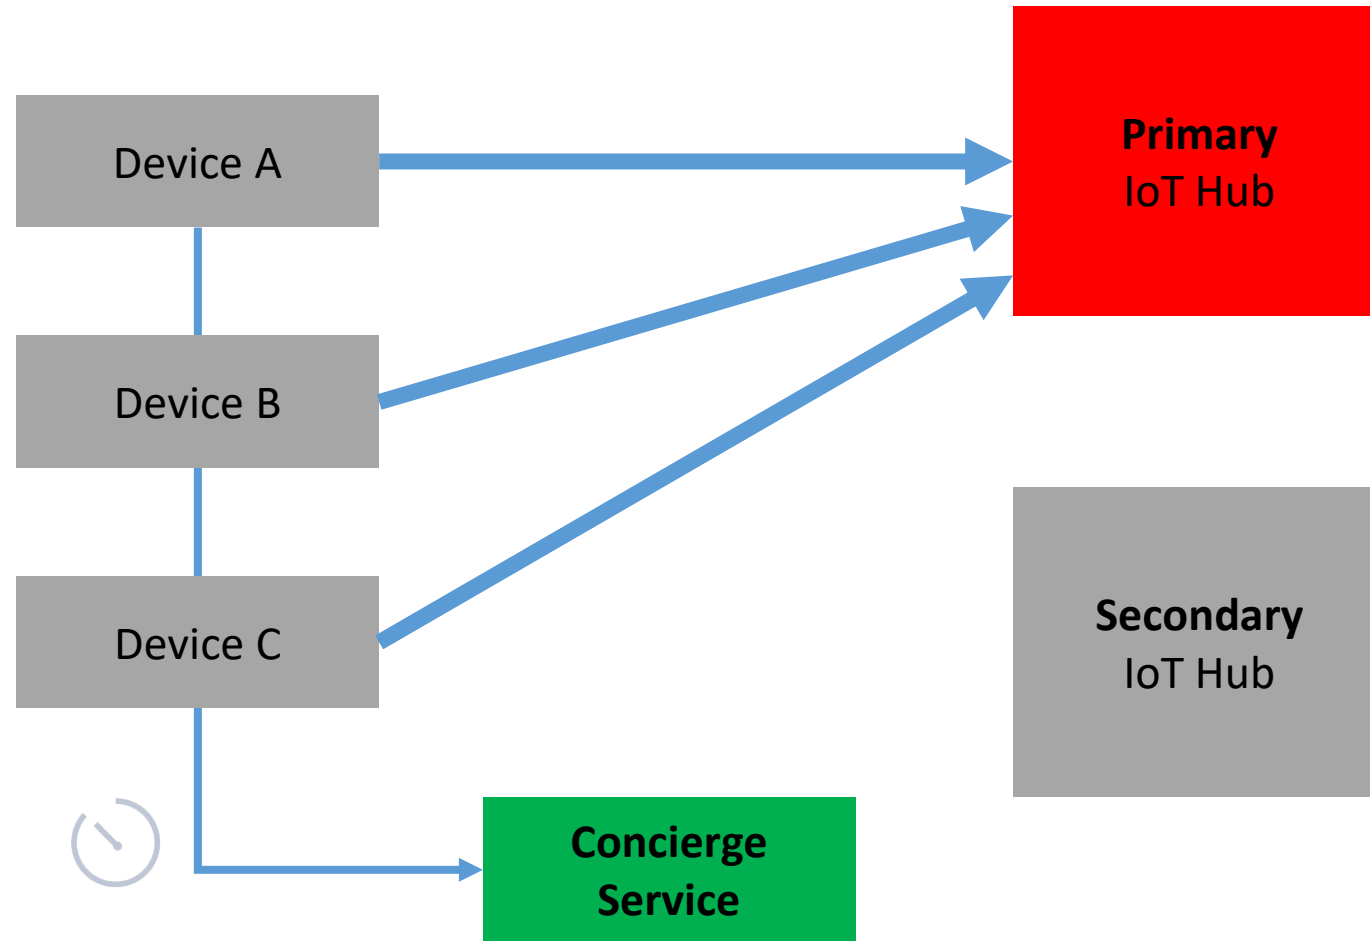 Device A
Primary
IoT Hub
Device B
Device C
Secondary
IoT Hub
Concierge
Service